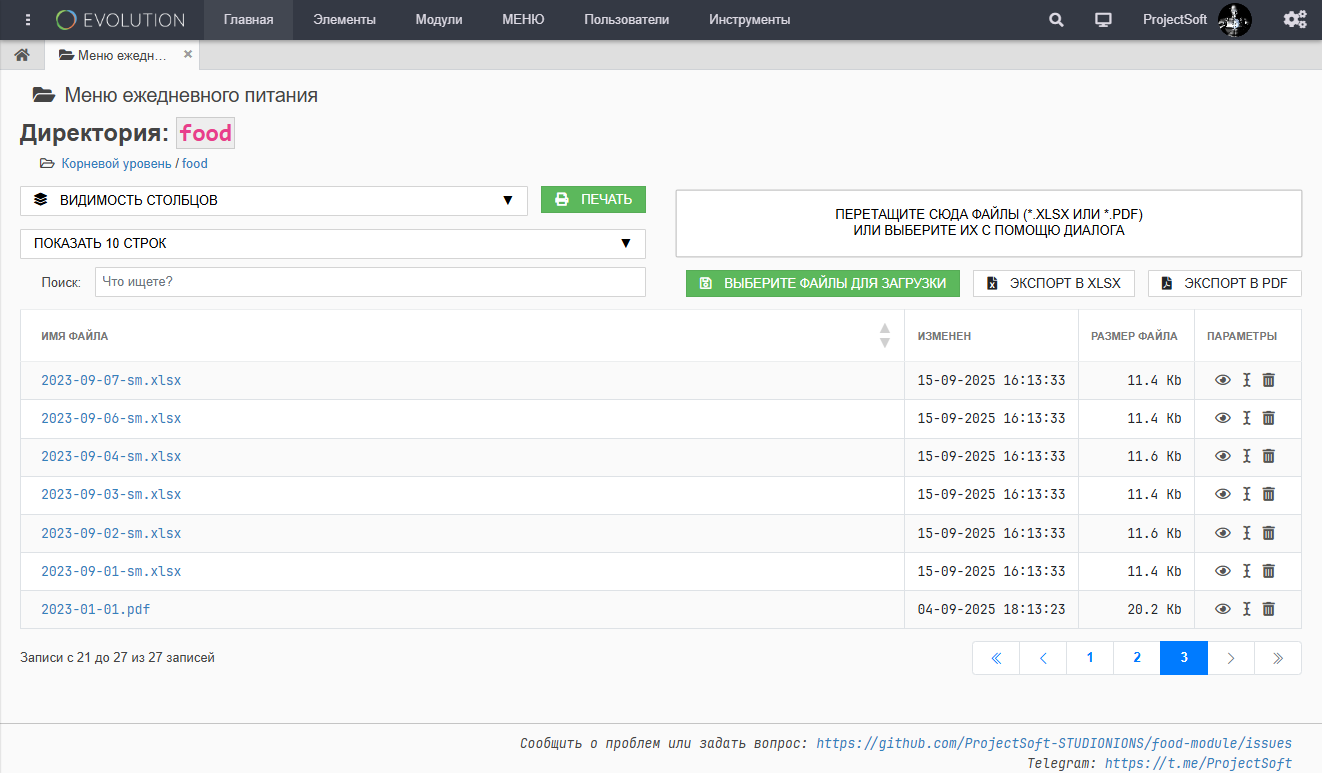 EVOLUTION Главная Элементы Модули МЕНЮ Пользователи Инструменты ProjectSoft
Меню ежедн... ×
Меню ежедневного питания
Директория: food
Корневой уровень / food
ВИДИМОСТЬ СТОЛБЦОВ ▼ ПЕЧАТЬ
ПЕРЕТАЩИТЕ СЮДА ФАЙЛЫ (*.XLSX ИЛИ *.PDF)
ИЛИ ВЫБЕРИТЕ ИХ С ПОМОЩЮ ДИАЛОГА
ПОКАЗАТЬ 10 СТРОК ▼
Поиск: Что ищете?
ВЫБЕРИТЕ ФАЙЛЫ ДЛЯ ЗАГРУЗКИ ЭКСПОРТ В XLSX ЭКСПОРТ В PDF
ИМЯ ФАЙЛА ИЗМЕНЕН РАЗМЕР ФАЙЛА ПАРАМЕТРЫ
2023-09-07-sm.xlsx 15-09-2025 16:13:33 11.4 Kb
2023-09-06-sm.xlsx 15-09-2025 16:13:33 11.4 Kb
2023-09-04-sm.xlsx 15-09-2025 16:13:33 11.6 Kb
2023-09-03-sm.xlsx 15-09-2025 16:13:33 11.4 Kb
2023-09-02-sm.xlsx 15-09-2025 16:13:33 11.6 Kb
2023-09-01-sm.xlsx 15-09-2025 16:13:33 11.4 Kb
2023-01-01.pdf 04-09-2025 18:13:23 20.2 Kb
Записи с 21 до 27 из 27 записей « ‹ 1 2 3 › »
Сообщить о проблем или задать вопрос: https://github.com/ProjectSoft-STUDIONIONS/food-module/issues
Telegram: https://t.me/ProjectSoft